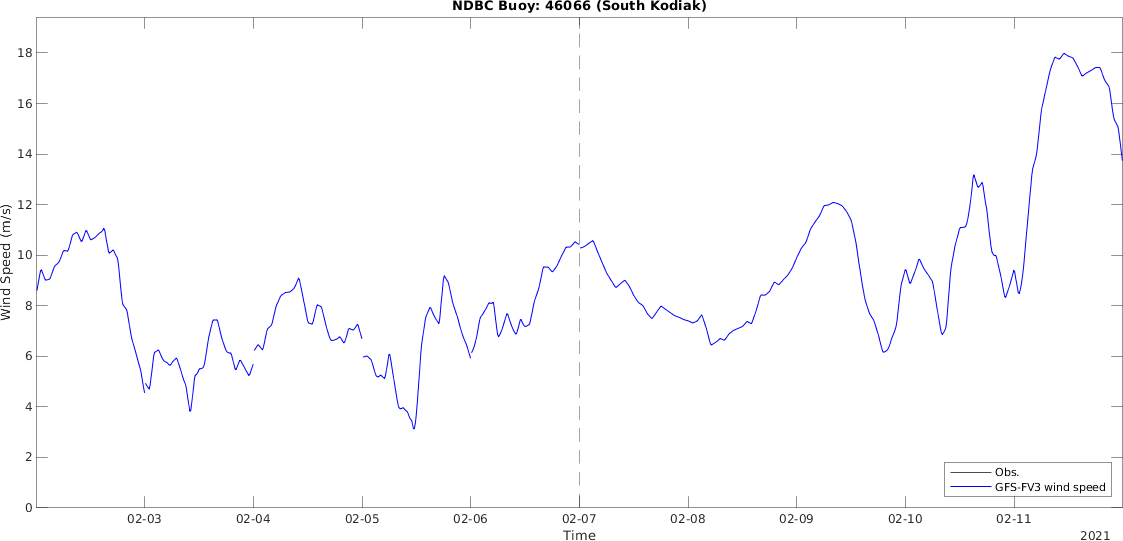 NDBC Buoy: 46066 (South Kodiak)
18
16
14
12
10
8
6
4
2
0
Wind Speed (m/s)
Obs.
GFS-FV3 wind speed
02-03 02-04 02-05 02-06 02-07 02-08 02-09 02-10 02-11
Time
2021